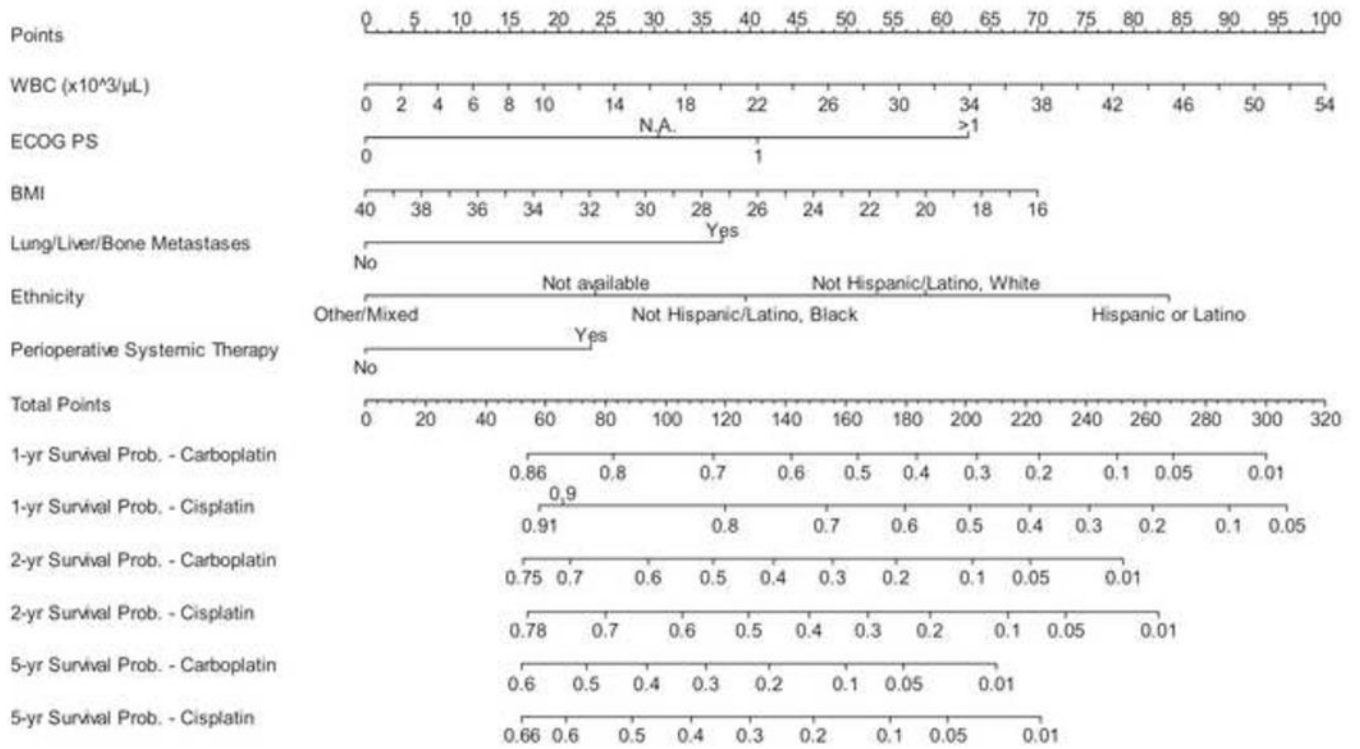 Points 0 5 10 15 20 25 30 35 40 45 50 55 60 65 70 75 80 85 90 95 100
WBC (x10^3/µL)
0 2 4 6 8 10 14 18 22 26 30 34 38 42 46 50 54
N.A. >1
ECOG PS
0 1
BMI
40 38 36 34 32 30 28 26 24 22 20 18 16
Yes
Lung/Liver/Bone Metastases
No
Not available Not Hispanic/Latino, White
Ethnicity
Other/Mixed Not Hispanic/Latino, Black Hispanic or Latino
Yes
Perioperative Systemic Therapy
No
Total Points
0 20 40 60 80 100 120 140 160 180 200 220 240 260 280 300 320
1-yr Survival Prob. - Carboplatin
0.86 0.8 0.7 0.6 0.5 0.4 0.3 0.2 0.1 0.05 0.01
0.9
1-yr Survival Prob. - Cisplatin
0.91 0.8 0.7 0.6 0.5 0.4 0.3 0.2 0.1 0.05
2-yr Survival Prob. - Carboplatin
0.75 0.7 0.6 0.5 0.4 0.3 0.2 0.1 0.05 0.01
2-yr Survival Prob. - Cisplatin
0.78 0.7 0.6 0.5 0.4 0.3 0.2 0.1 0.05 0.01
5-yr Survival Prob. - Carboplatin
0.6 0.5 0.4 0.3 0.2 0.1 0.05 0.01
5-yr Survival Prob. - Cisplatin
0.66 0.6 0.5 0.4 0.3 0.2 0.1 0.05 0.01